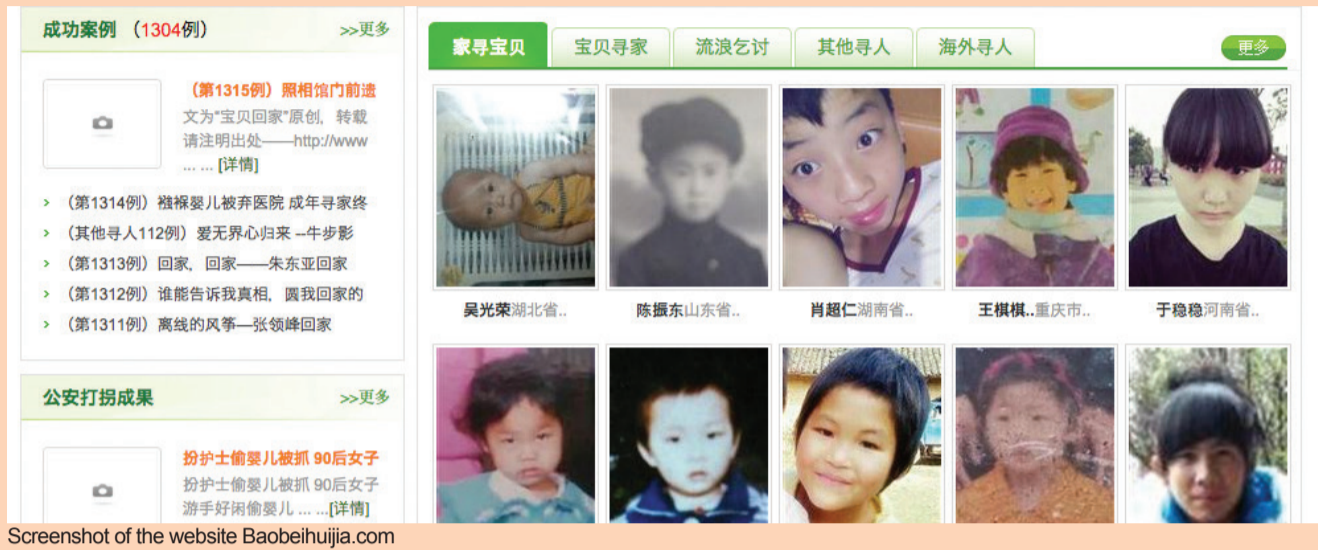 成功案例 （1304例） >>更多
（第1315例）照相馆门前遗
文为"宝贝回家"原创，转载
请注明出处——http://www
... ... [详情]
（第1314例）襁褓婴儿被弃医院 成年寻家终
（其他寻人112例）爱无界心归来 --牛步影
（第1313例）回家，回家——朱东亚回家
（第1312例）谁能告诉我真相，圆我回家的
（第1311例）离线的风筝—张领峰回家
公安打拐成果 >>更多
扮护士偷婴儿被抓 90后女子
扮护士偷婴儿被抓 90后女子
游手好闲偷婴儿 ... ...[详情]
家寻宝贝 宝贝寻家 流浪乞讨 其他寻人 海外寻人 更多
吴光荣湖北省.. 陈振东山东省.. 肖超仁湖南省.. 王棋棋..重庆市.. 于稳稳河南省..
Screenshot of the website Baobeihuijia.com